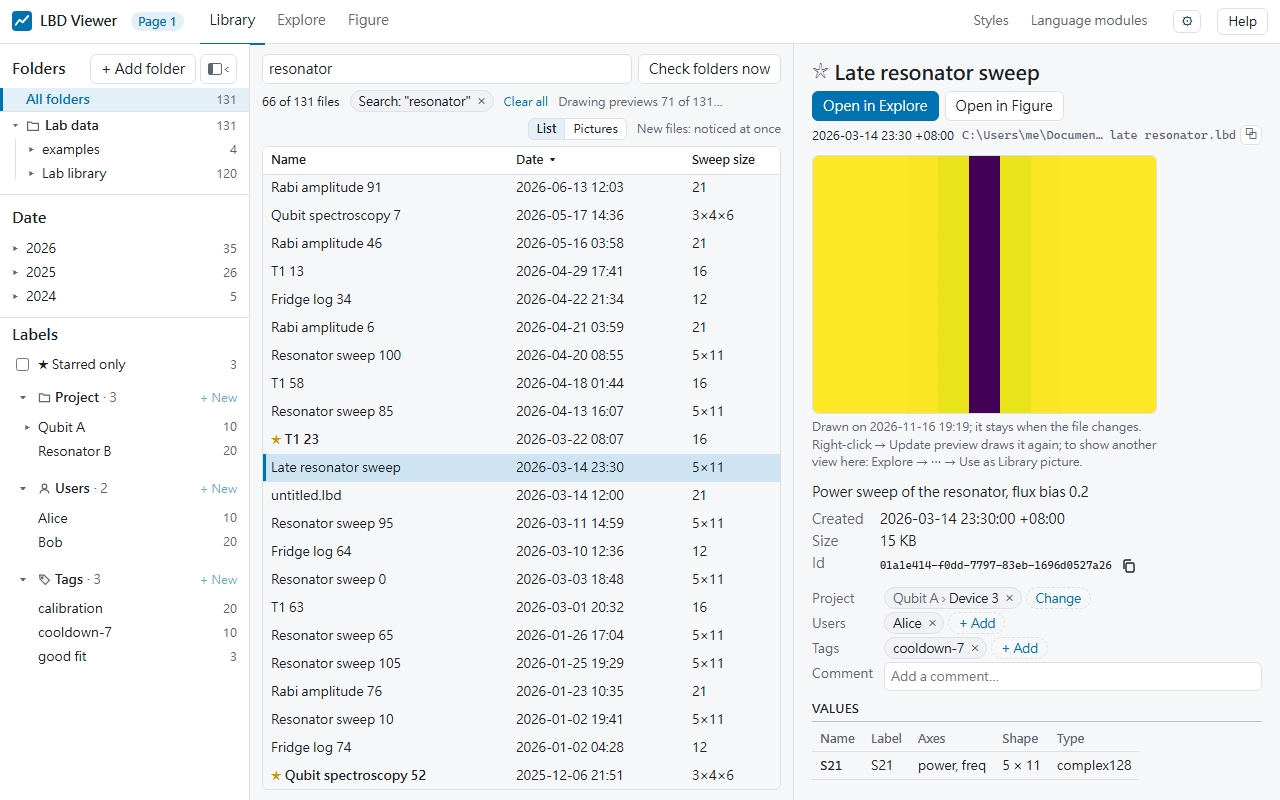 LBD Viewer Page 1 Library Explore Figure Styles Language modules Help
Folders + Add folder
All folders 131
Lab data 131
examples 4
Lab library 120
Date
2026 35
2025 26
2024 5
Labels
★ Starred only 3
Project · 3 + New
Qubit A 10
Resonator B 20
Users · 2 + New
Alice 10
Bob 20
Tags · 3 + New
calibration 20
cooldown-7 10
good fit 3
resonator Check folders now
66 of 131 files Search: "resonator" × Clear all Drawing previews 71 of 131…
List Pictures New files: noticed at once
Name Date ▾ Sweep size
Rabi amplitude 91 2026-06-13 12:03 21
Qubit spectroscopy 7 2026-05-17 14:36 3×4×6
Rabi amplitude 46 2026-05-16 03:58 21
T1 13 2026-04-29 17:41 16
Fridge log 34 2026-04-22 21:34 12
Rabi amplitude 6 2026-04-21 03:59 21
Resonator sweep 100 2026-04-20 08:55 5×11
T1 58 2026-04-18 01:44 16
Resonator sweep 85 2026-04-13 16:07 5×11
★ T1 23 2026-03-22 08:07 16
Late resonator sweep 2026-03-14 23:30 5×11
untitled.lbd 2026-03-14 12:00 21
Resonator sweep 95 2026-03-11 14:59 5×11
Fridge log 64 2026-03-10 12:36 12
Resonator sweep 0 2026-03-03 18:48 5×11
T1 63 2026-03-01 20:32 16
Resonator sweep 65 2026-01-26 17:04 5×11
Resonator sweep 105 2026-01-25 19:29 5×11
Rabi amplitude 76 2026-01-23 10:35 21
Resonator sweep 10 2026-01-02 19:41 5×11
Fridge log 74 2026-01-02 04:28 12
★ Qubit spectroscopy 52 2025-12-06 21:51 3×4×6
☆ Late resonator sweep
Open in Explore Open in Figure
2026-03-14 23:30 +08:00 C:\Users\me\Documen… late resonator.lbd
Drawn on 2026-11-16 19:19; it stays when the file changes.
Right-click → Update preview draws it again; to show another
view here: Explore → ··· → Use as Library picture.
Power sweep of the resonator, flux bias 0.2
Created 2026-03-14 23:30:00 +08:00
Size 15 KB
Id 01a1e414-f0dd-7797-83eb-1696d0527a26
Project Qubit A › Device 3 × Change
Users Alice × + Add
Tags cooldown-7 × + Add
Comment Add a comment…
VALUES
Name Label Axes Shape Type
S21 S21 power, freq 5 × 11 complex128